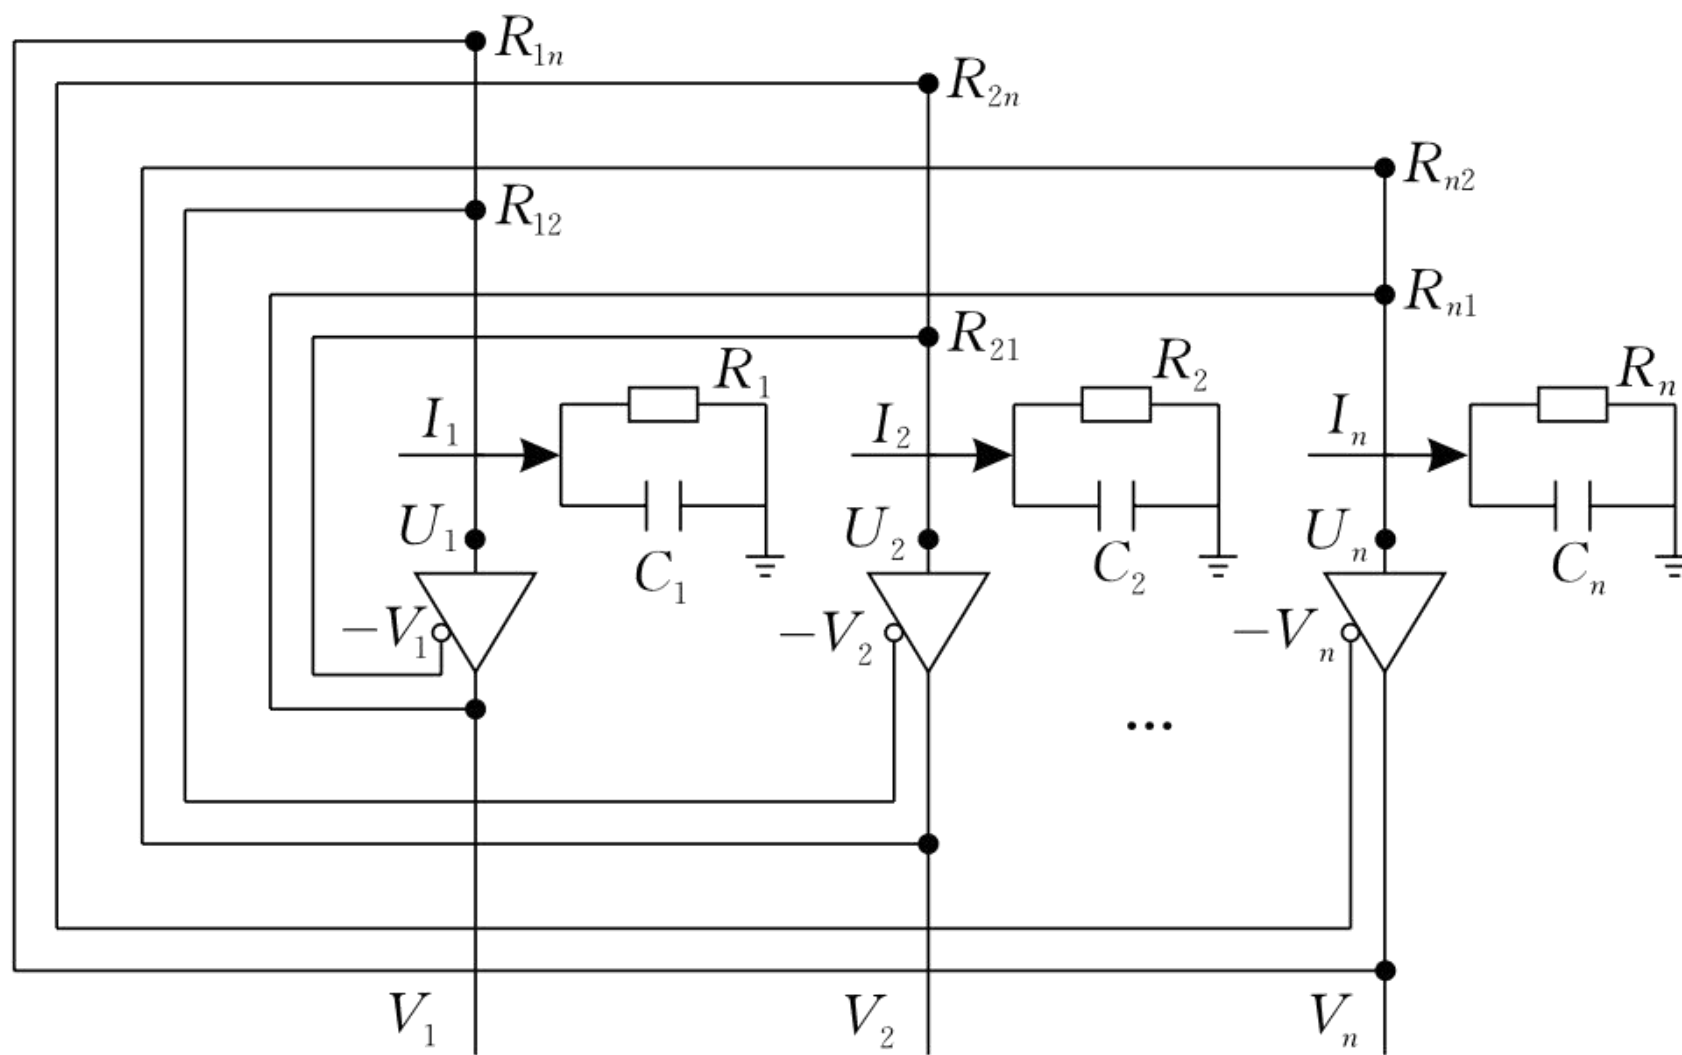 R₁ₙ
R₂ₙ
Rₙ₂
R₁₂
Rₙ₁
R₂₁
R₁ R₂ Rₙ
I₁ I₂ Iₙ
U₁ U₂ Uₙ
C₁ C₂ Cₙ
−V₁ −V₂ −Vₙ
...
V₁ V₂ Vₙ